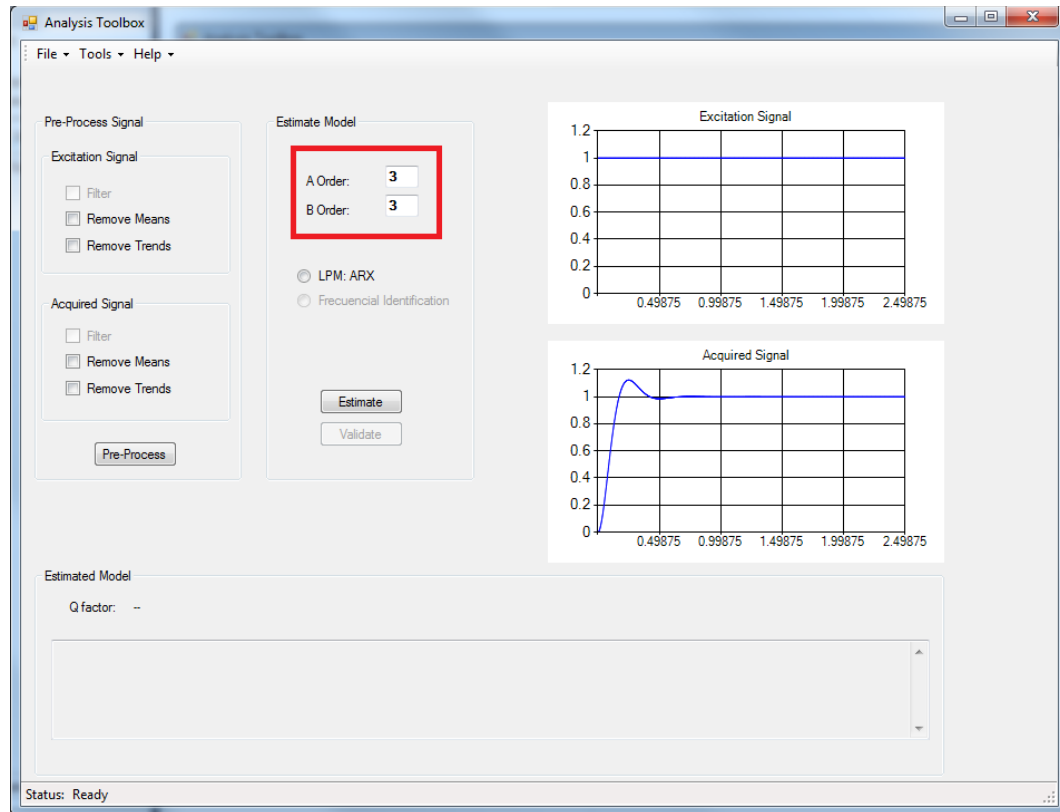 Analysis Toolbox
File Tools Help
Pre-Process Signal
Excitation Signal
Filter
Remove Means
Remove Trends
Acquired Signal
Filter
Remove Means
Remove Trends
Pre-Process
Estimate Model
A Order: 3
B Order: 3
LPM: ARX
Frecuencial Identification
Estimate
Validate
Excitation Signal
1.2
1
0.8
0.6
0.4
0.2
0
0.49875 0.99875 1.49875 1.99875 2.49875
Acquired Signal
1.2
1
0.8
0.6
0.4
0.2
0
0.49875 0.99875 1.49875 1.99875 2.49875
Estimated Model
Q factor: --
Status: Ready